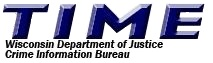 TIME
Wisconsin Department of Justice
Crime Information Bureau